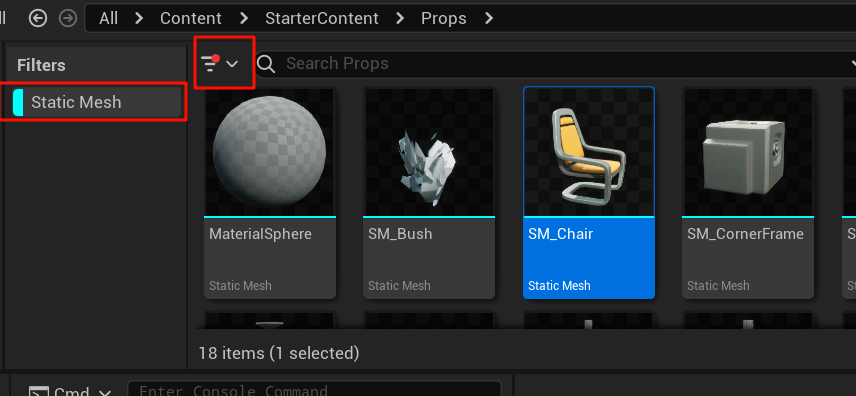 All Content StarterContent Props
Filters
Search Props
Static Mesh
MaterialSphere
Static Mesh
SM_Bush
Static Mesh
SM_Chair
Static Mesh
SM_CornerFrame
Static Mesh
18 items (1 selected)
Cmd
Enter Console Command